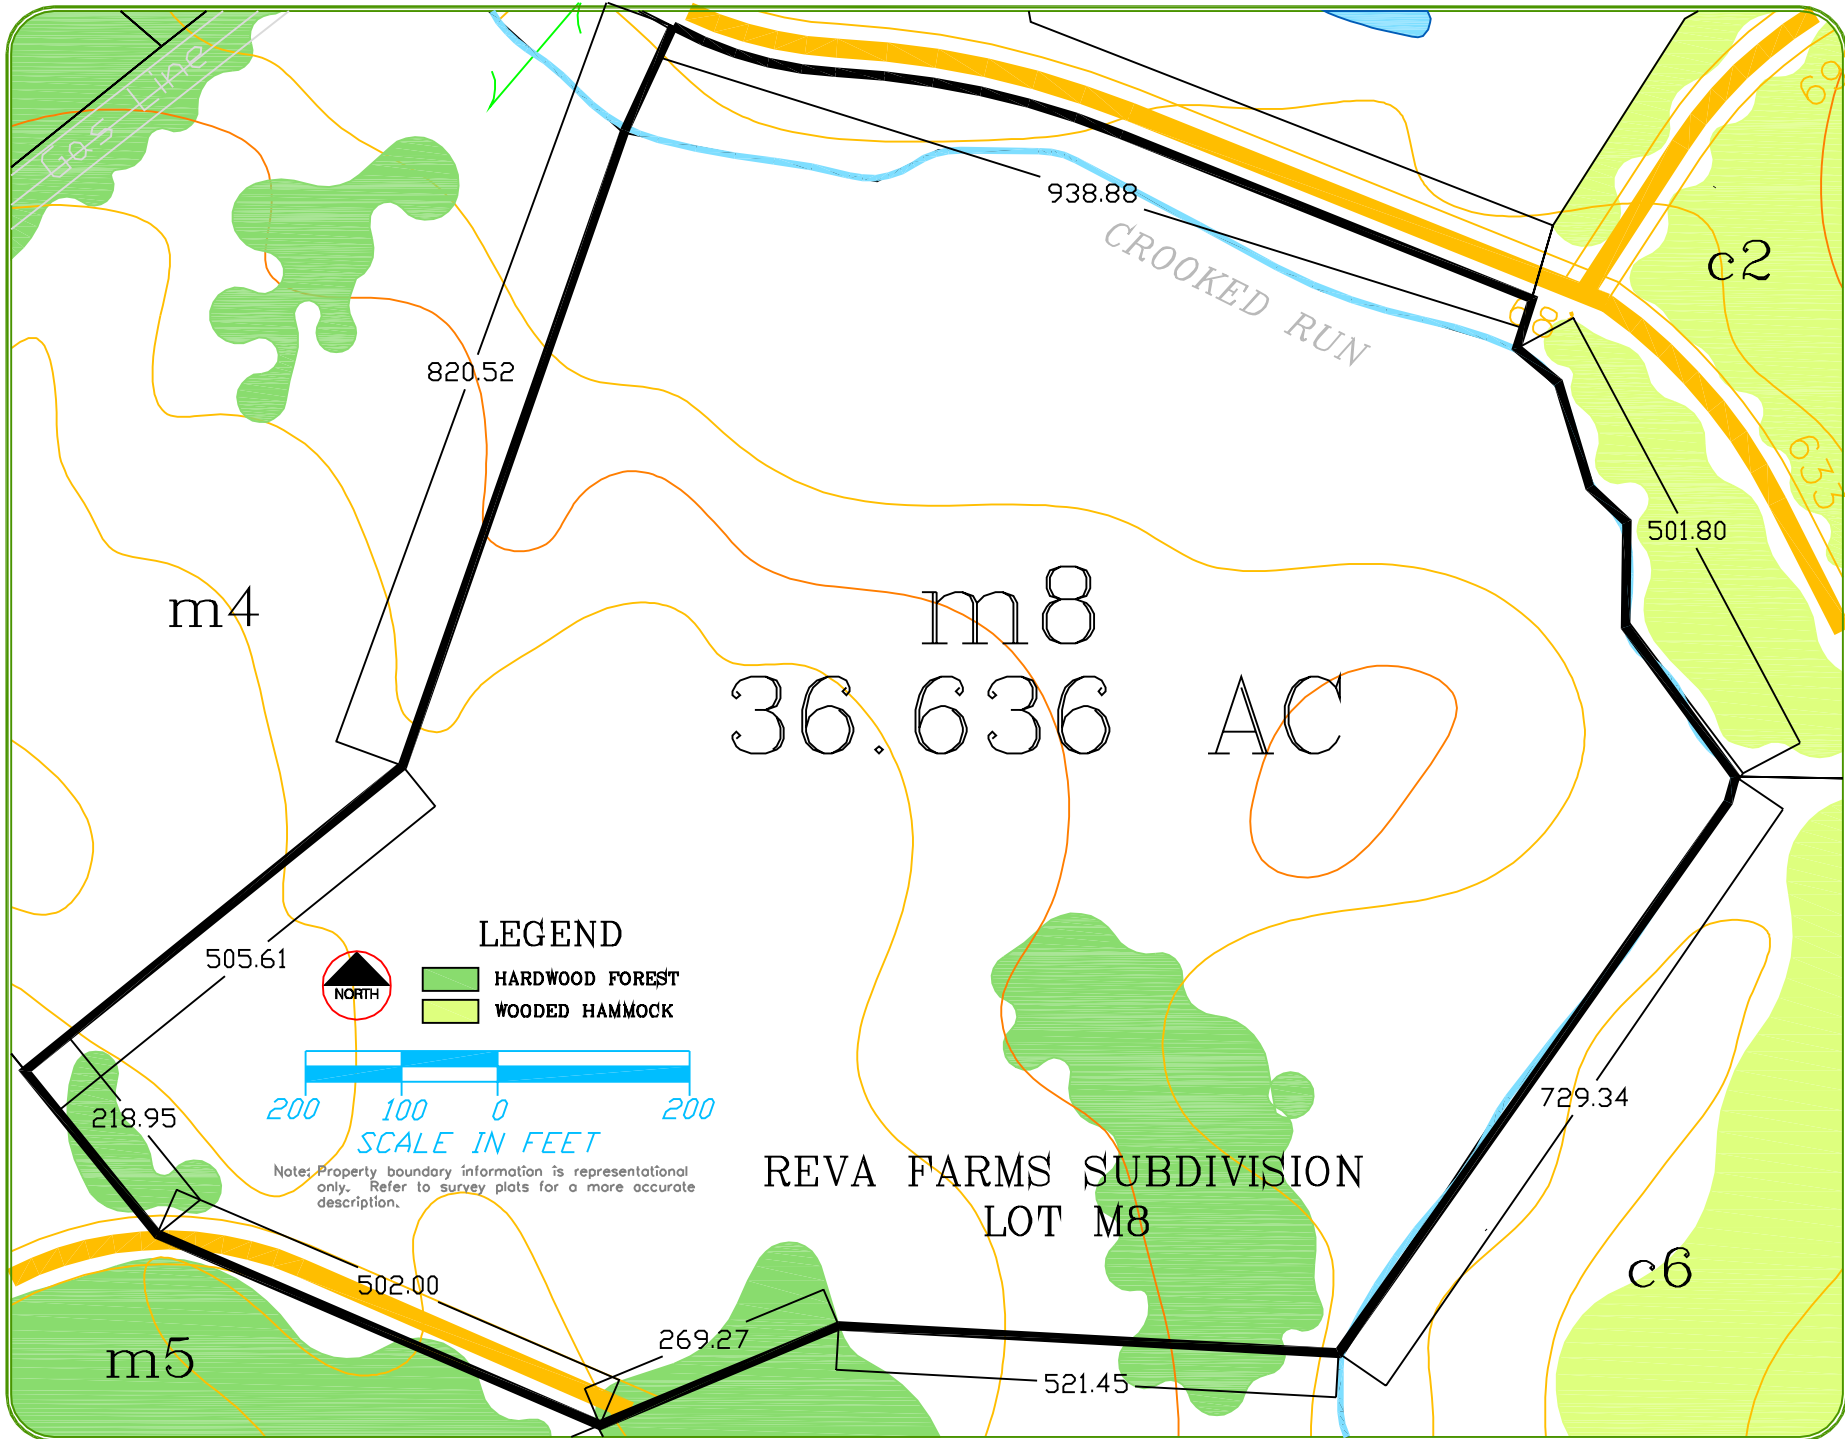 Gas Line
938.88
CROOKED RUN
c2
68
820.52
633
501.80
m4
m8
36.636 AC
505.61
LEGEND
HARDWOOD FOREST
WOODED HAMMOCK
NORTH
218.95
200 100 0 200
SCALE IN FEET
Note: Property boundary information is representational
only. Refer to survey plats for a more accurate
description.
729.34
REVA FARMS SUBDIVISION
LOT M8
502.00
c6
269.27
m5
521.45